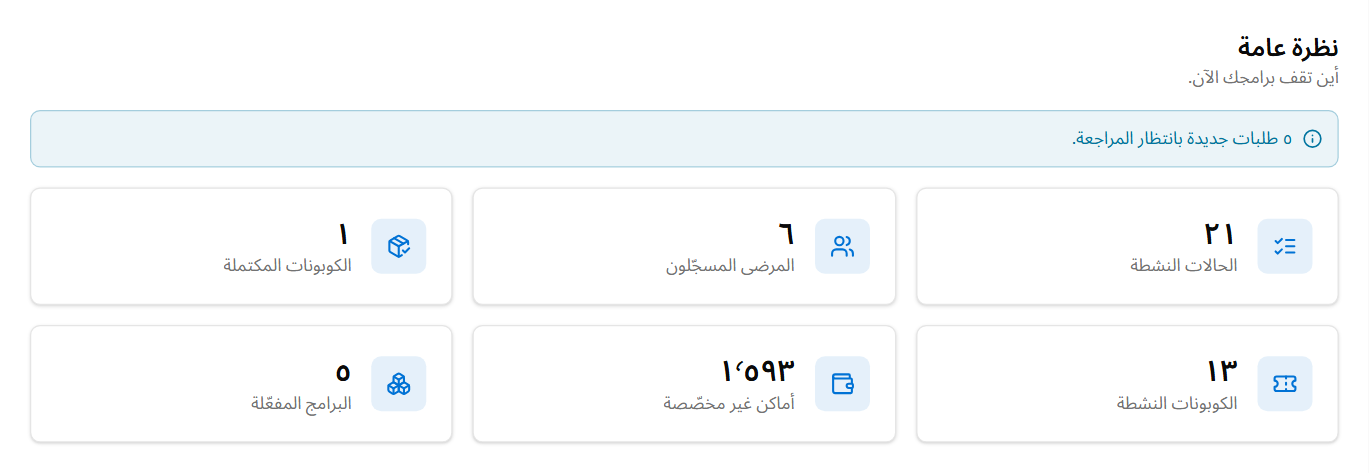 نظرة عامة
أين تقف برامجك الآن.
٥ طلبات جديدة بانتظار المراجعة.
٢١
الحالات النشطة
٦
المرضى المسجّلون
١
الكوبونات المكتملة
١٣
الكوبونات النشطة
١٬٥٩٣
أماكن غير مخصّصة
٥
البرامج المفعّلة